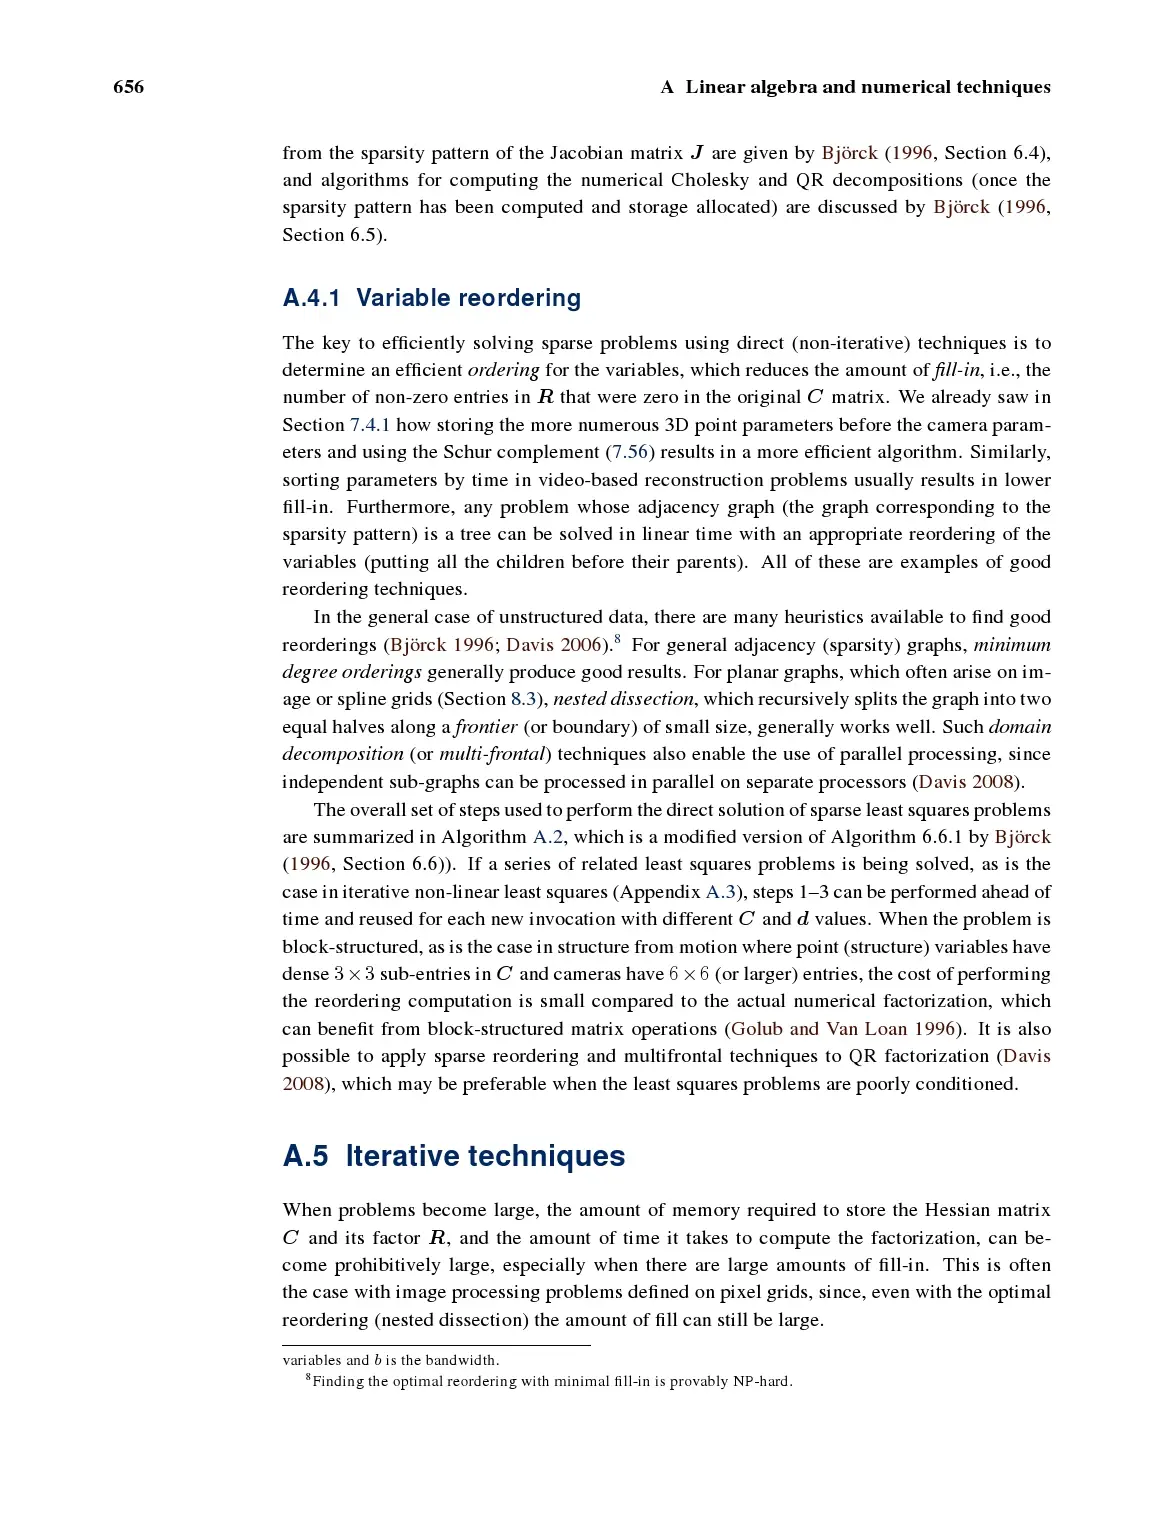 656
A Linear algebra and numerical techniques
from the sparsity pattern of the Jacobian matrix J are given by Björck (1996, Section 6.4),
and algorithms for computing the numerical Cholesky and QR decompositions (once the
sparsity pattern has been computed and storage allocated) are discussed by Björck (1996,
Section 6.5).
A.4.1 Variable reordering
The key to efficiently solving sparse problems using direct (non-iterative) techniques is to
determine an efficient ordering for the variables, which reduces the amount of fill-in, i.e., the
number of non-zero entries in R that were zero in the original C matrix. We already saw in
Section 7.4.1 how storing the more numerous 3D point parameters before the camera param-
eters and using the Schur complement (7.56) results in a more efficient algorithm. Similarly,
sorting parameters by time in video-based reconstruction problems usually results in lower
fill-in. Furthermore, any problem whose adjacency graph (the graph corresponding to the
sparsity pattern) is a tree can be solved in linear time with an appropriate reordering of the
variables (putting all the children before their parents). All of these are examples of good
reordering techniques.
In the general case of unstructured data, there are many heuristics available to find good
reorderings (Björck 1996; Davis 2006).⁸ For general adjacency (sparsity) graphs, minimum
degree orderings generally produce good results. For planar graphs, which often arise on im-
age or spline grids (Section 8.3), nested dissection, which recursively splits the graph into two
equal halves along a frontier (or boundary) of small size, generally works well. Such domain
decomposition (or multi-frontal) techniques also enable the use of parallel processing, since
independent sub-graphs can be processed in parallel on separate processors (Davis 2008).
The overall set of steps used to perform the direct solution of sparse least squares problems
are summarized in Algorithm A.2, which is a modified version of Algorithm 6.6.1 by Björck
(1996, Section 6.6)). If a series of related least squares problems is being solved, as is the
case in iterative non-linear least squares (Appendix A.3), steps 1–3 can be performed ahead of
time and reused for each new invocation with different C and d values. When the problem is
block-structured, as is the case in structure from motion where point (structure) variables have
dense 3 × 3 sub-entries in C and cameras have 6 × 6 (or larger) entries, the cost of performing
the reordering computation is small compared to the actual numerical factorization, which
can benefit from block-structured matrix operations (Golub and Van Loan 1996). It is also
possible to apply sparse reordering and multifrontal techniques to QR factorization (Davis
2008), which may be preferable when the least squares problems are poorly conditioned.
A.5 Iterative techniques
When problems become large, the amount of memory required to store the Hessian matrix
C and its factor R, and the amount of time it takes to compute the factorization, can be-
come prohibitively large, especially when there are large amounts of fill-in. This is often
the case with image processing problems defined on pixel grids, since, even with the optimal
reordering (nested dissection) the amount of fill can still be large.
variables and b is the bandwidth.
⁸Finding the optimal reordering with minimal fill-in is provably NP-hard.